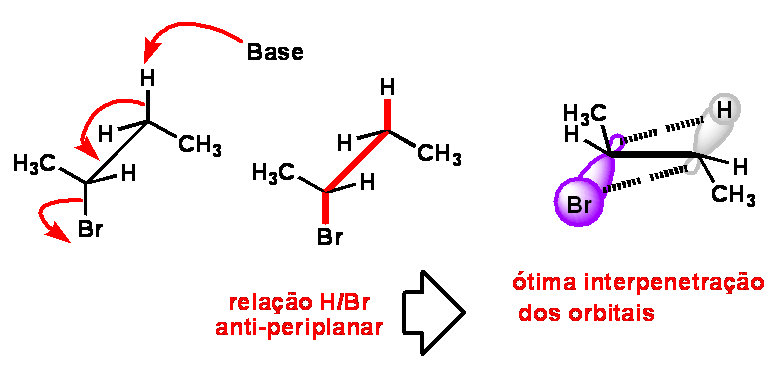 Base
H
H
CH3
H3C
H
Br
H
H
CH3
H3C
H
Br
H3C
H
H
H
CH3
Br
relação H/Br
anti-periplanar
ótima interpenetração
dos orbitais